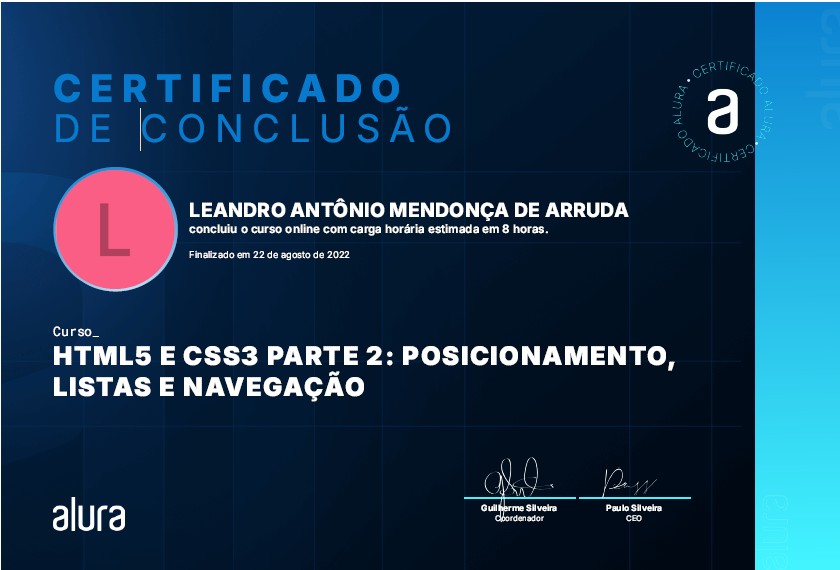 CERTIFICADO
DE CONCLUSÃO
CERTIFICADO ALURA • CERTIFICADO ALURA •
a
L
LEANDRO ANTÔNIO MENDONÇA DE ARRUDA
concluiu o curso online com carga horária estimada em 8 horas.
Finalizado em 22 de agosto de 2022
Curso_
HTML5 E CSS3 PARTE 2: POSICIONAMENTO,
LISTAS E NAVEGAÇÃO
alura
Guilherme Silveira
Coordenador
Paulo Silveira
CEO
alura
alura